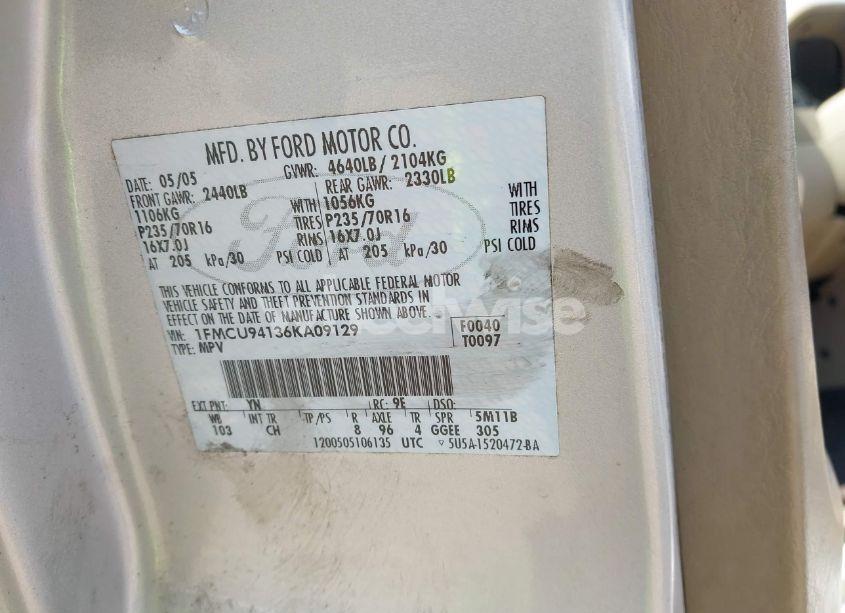 MFD. BY FORD MOTOR CO.
DATE: 05/05 GVWR: 4640LB / 2104KG
FRONT GAWR: 2440LB REAR GAWR: 2330LB
1106KG WITH 1056KG WITH
P235/70R16 TIRES P235/70R16 TIRES
16X7.0J RIMS 16X7.0J RIMS
AT 205 kPa/30 PSI COLD AT 205 kPa/30 PSI COLD
Ford
THIS VEHICLE CONFORMS TO ALL APPLICABLE FEDERAL MOTOR
VEHICLE SAFETY AND THEFT PREVENTION STANDARDS IN
EFFECT ON THE DATE OF MANUFACTURE SHOWN ABOVE.
VIN: 1FMCU94136KA09129 F0040
TYPE: MPV T0097
EXT PNT: YN RC: 9E DSO:
WB INT TR TP/PS R AXLE TR SPR 5M11B
103 CH 8 96 4 GGEE 305
1200505106135 UTC 5U5A-1520472-BA